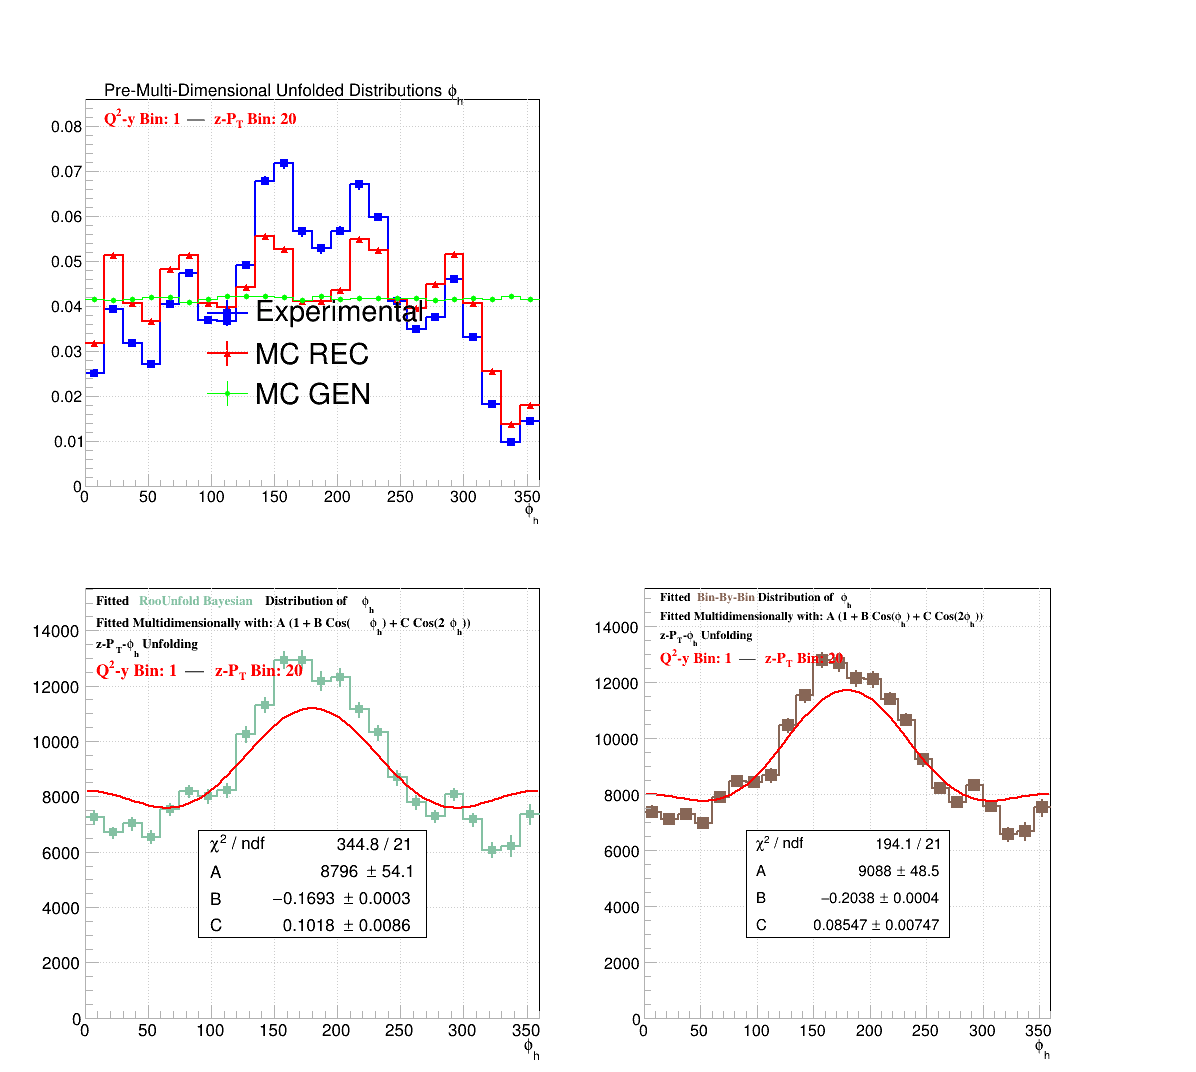 Pre-Multi-Dimensional Unfolded Distributions ϕh
Q²-y Bin: 1 — z-PT Bin: 20
0.08
0.07
0.06
0.05
0.04
0.03
0.02
0.01
0
Experimental
MC REC
MC GEN
0 50 100 150 200 250 300 350
ϕh
Fitted RooUnfold Bayesian Distribution of ϕh
Fitted Multidimensionally with: A (1 + B Cos( ϕh) + C Cos(2 ϕh))
z-PT-ϕh Unfolding
Q²-y Bin: 1 — z-PT Bin: 20
14000
12000
10000
8000
6000
4000
2000
0
χ² / ndf 344.8 / 21
A 8796 ± 54.1
B −0.1693 ± 0.0003
C 0.1018 ± 0.0086
0 50 100 150 200 250 300 350
ϕh
Fitted Bin-By-Bin Distribution of ϕh
Fitted Multidimensionally with: A (1 + B Cos(ϕh) + C Cos(2ϕh))
z-PT-ϕh Unfolding
Q²-y Bin: 1 — z-PT Bin: 20
14000
12000
10000
8000
6000
4000
2000
0
χ² / ndf 194.1 / 21
A 9088 ± 48.5
B −0.2038 ± 0.0004
C 0.08547 ± 0.00747
0 50 100 150 200 250 300 350
ϕh